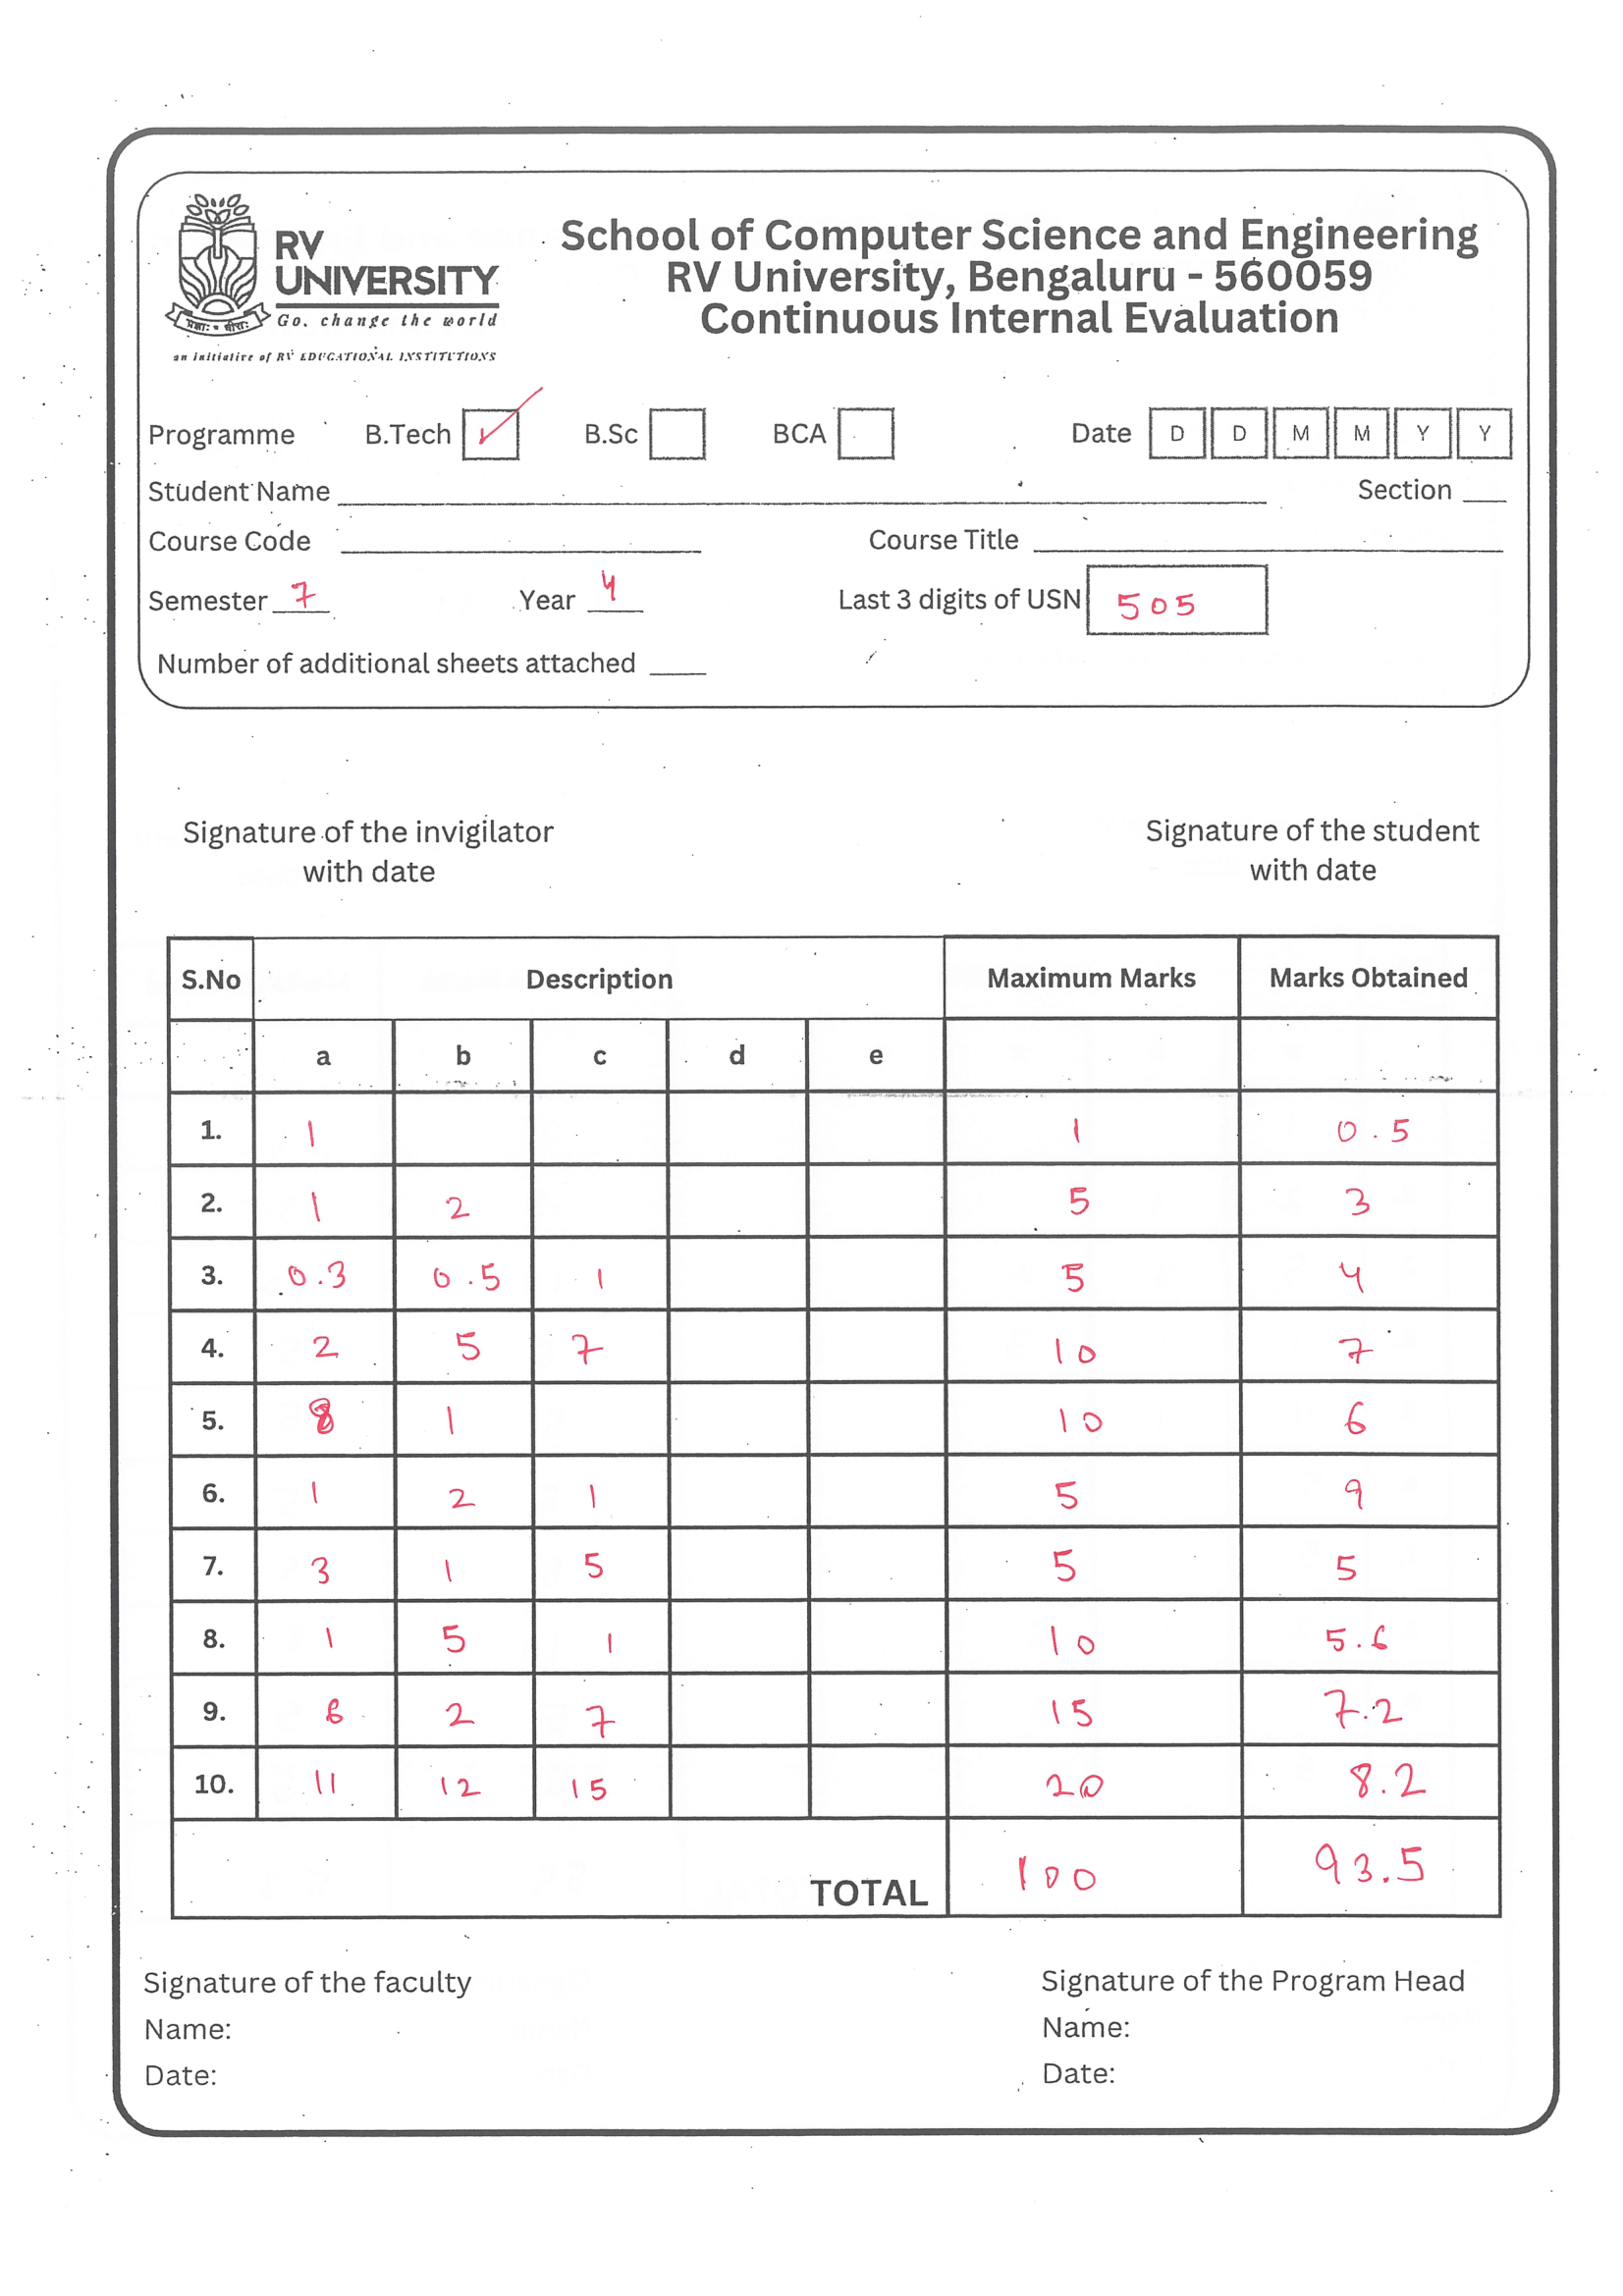 RV
UNIVERSITY
Go, change the world
an initiative of RV EDUCATIONAL INSTITUTIONS
School of Computer Science and Engineering
RV University, Bengaluru - 560059
Continuous Internal Evaluation
Programme B.Tech ✓ B.Sc BCA Date D D M M Y Y
Student Name Section
Course Code Course Title
Semester 7 Year 4 Last 3 digits of USN 505
Number of additional sheets attached
Signature of the invigilator
with date
Signature of the student
with date
S.No Description Maximum Marks Marks Obtained
a b c d e
1. 1 1 0.5
2. 1 2 5 3
3. 0.3 0.5 1 5 4
4. 2 5 7 10 7
5. 8 1 10 6
6. 1 2 1 5 9
7. 3 1 5 5 5
8. 1 5 1 10 5.6
9. 2 7 15 7.2
10. 11 12 15 20 8.2
TOTAL 100 93.5
Signature of the faculty
Name:
Date:
Signature of the Program Head
Name:
Date: